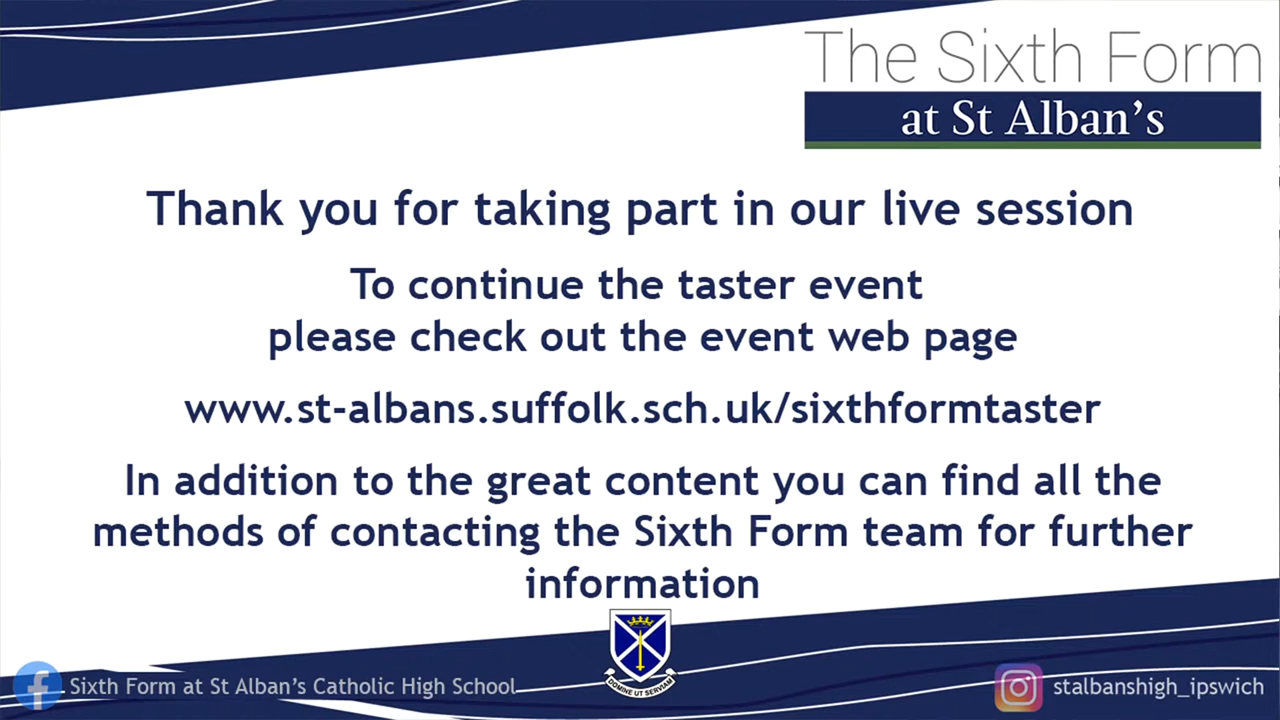 The Sixth Form
at St Alban's
Thank you for taking part in our live session
To continue the taster event
please check out the event web page
www.st-albans.suffolk.sch.uk/sixthformtaster
In addition to the great content you can find all the
methods of contacting the Sixth Form team for further
information
DOMINE UT SERVIAM
Sixth Form at St Alban's Catholic High School
stalbanshigh_ipswich